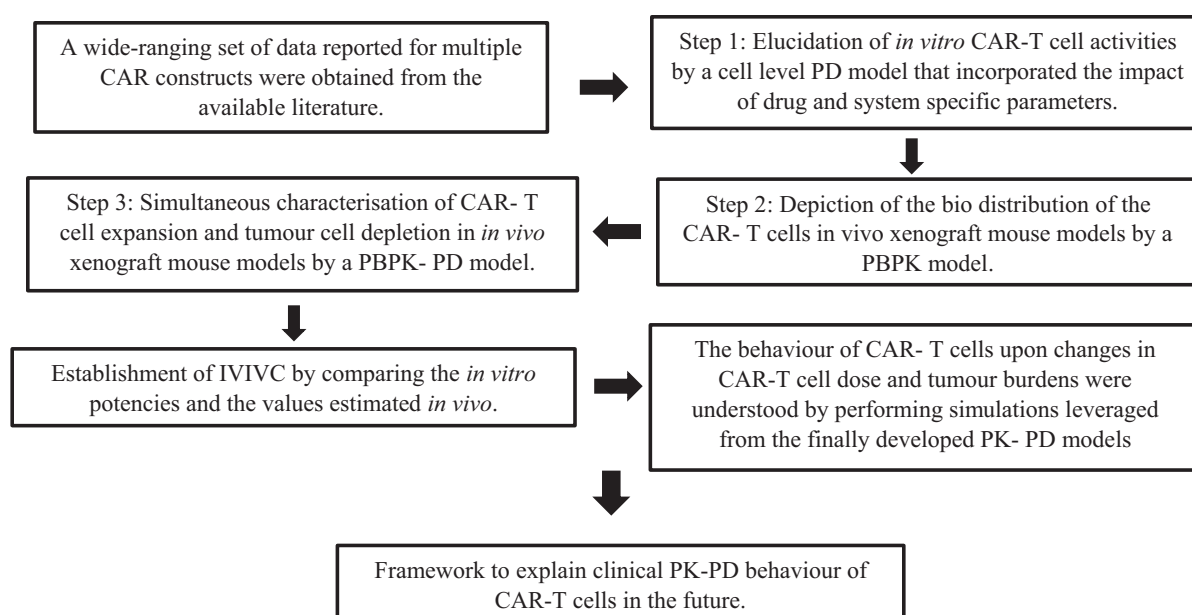 A wide-ranging set of data reported for multiple
CAR constructs were obtained from the
available literature.
Step 1: Elucidation of in vitro CAR-T cell activities
by a cell level PD model that incorporated the impact
of drug and system specific parameters.
Step 2: Depiction of the bio distribution of the
CAR- T cells in vivo xenograft mouse models by a
PBPK model.
Step 3: Simultaneous characterisation of CAR- T
cell expansion and tumour cell depletion in in vivo
xenograft mouse models by a PBPK- PD model.
Establishment of IVIVC by comparing the in vitro
potencies and the values estimated in vivo.
The behaviour of CAR- T cells upon changes in
CAR-T cell dose and tumour burdens were
understood by performing simulations leveraged
from the finally developed PK- PD models
Framework to explain clinical PK-PD behaviour of
CAR-T cells in the future.